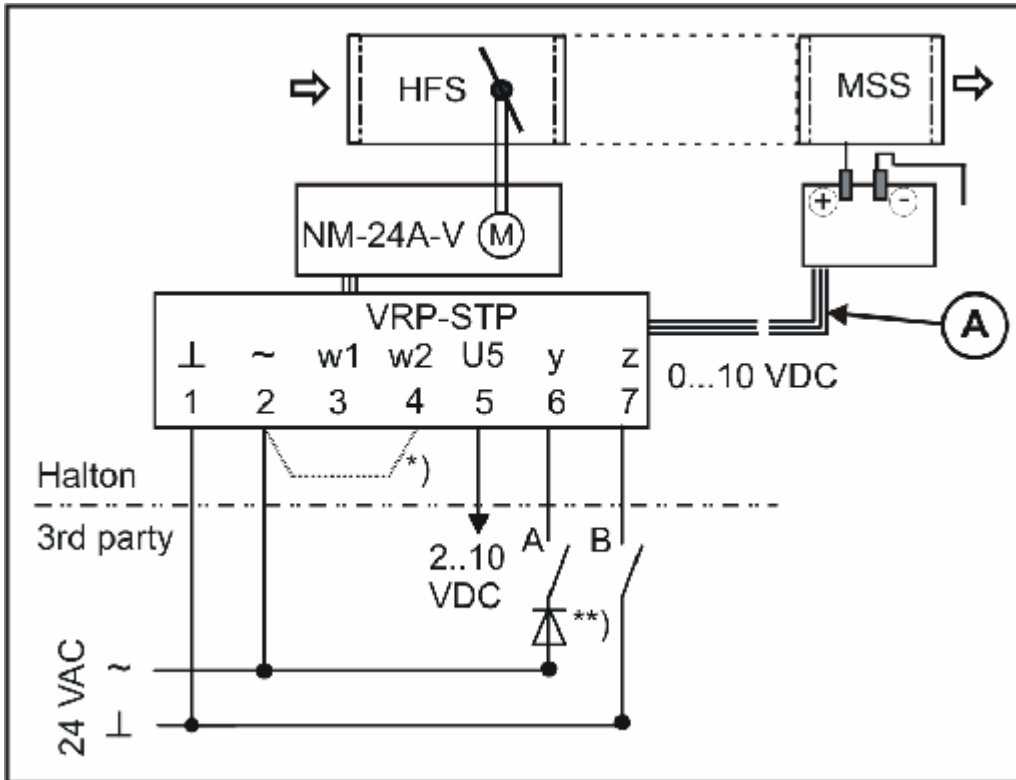 HFS
MSS
NM-24A-V M
+ -
VRP-STP
A
⊥ ~ w1 w2 U5 y z
0...10 VDC
1 2 3 4 5 6 7
*)
Halton
3rd party
A B
2..10
VDC
**)
24 VAC
~
⊥